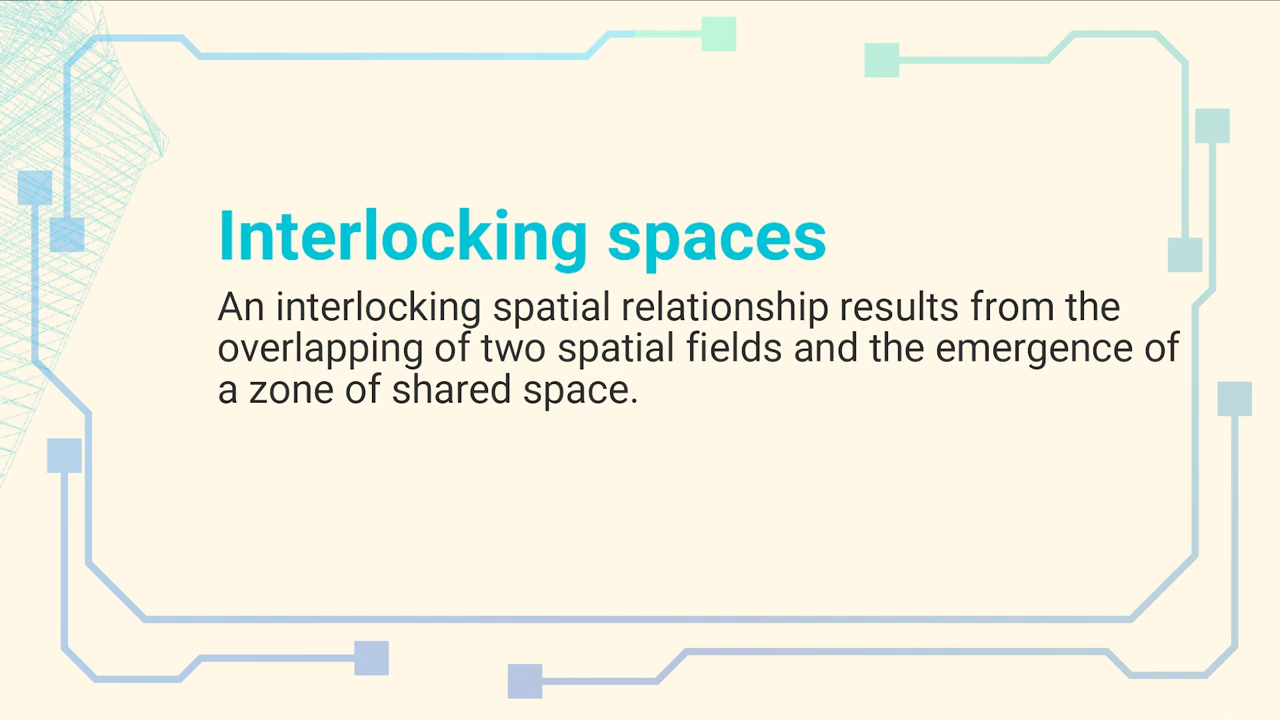 Interlocking spaces
An interlocking spatial relationship results from the
overlapping of two spatial fields and the emergence of
a zone of shared space.